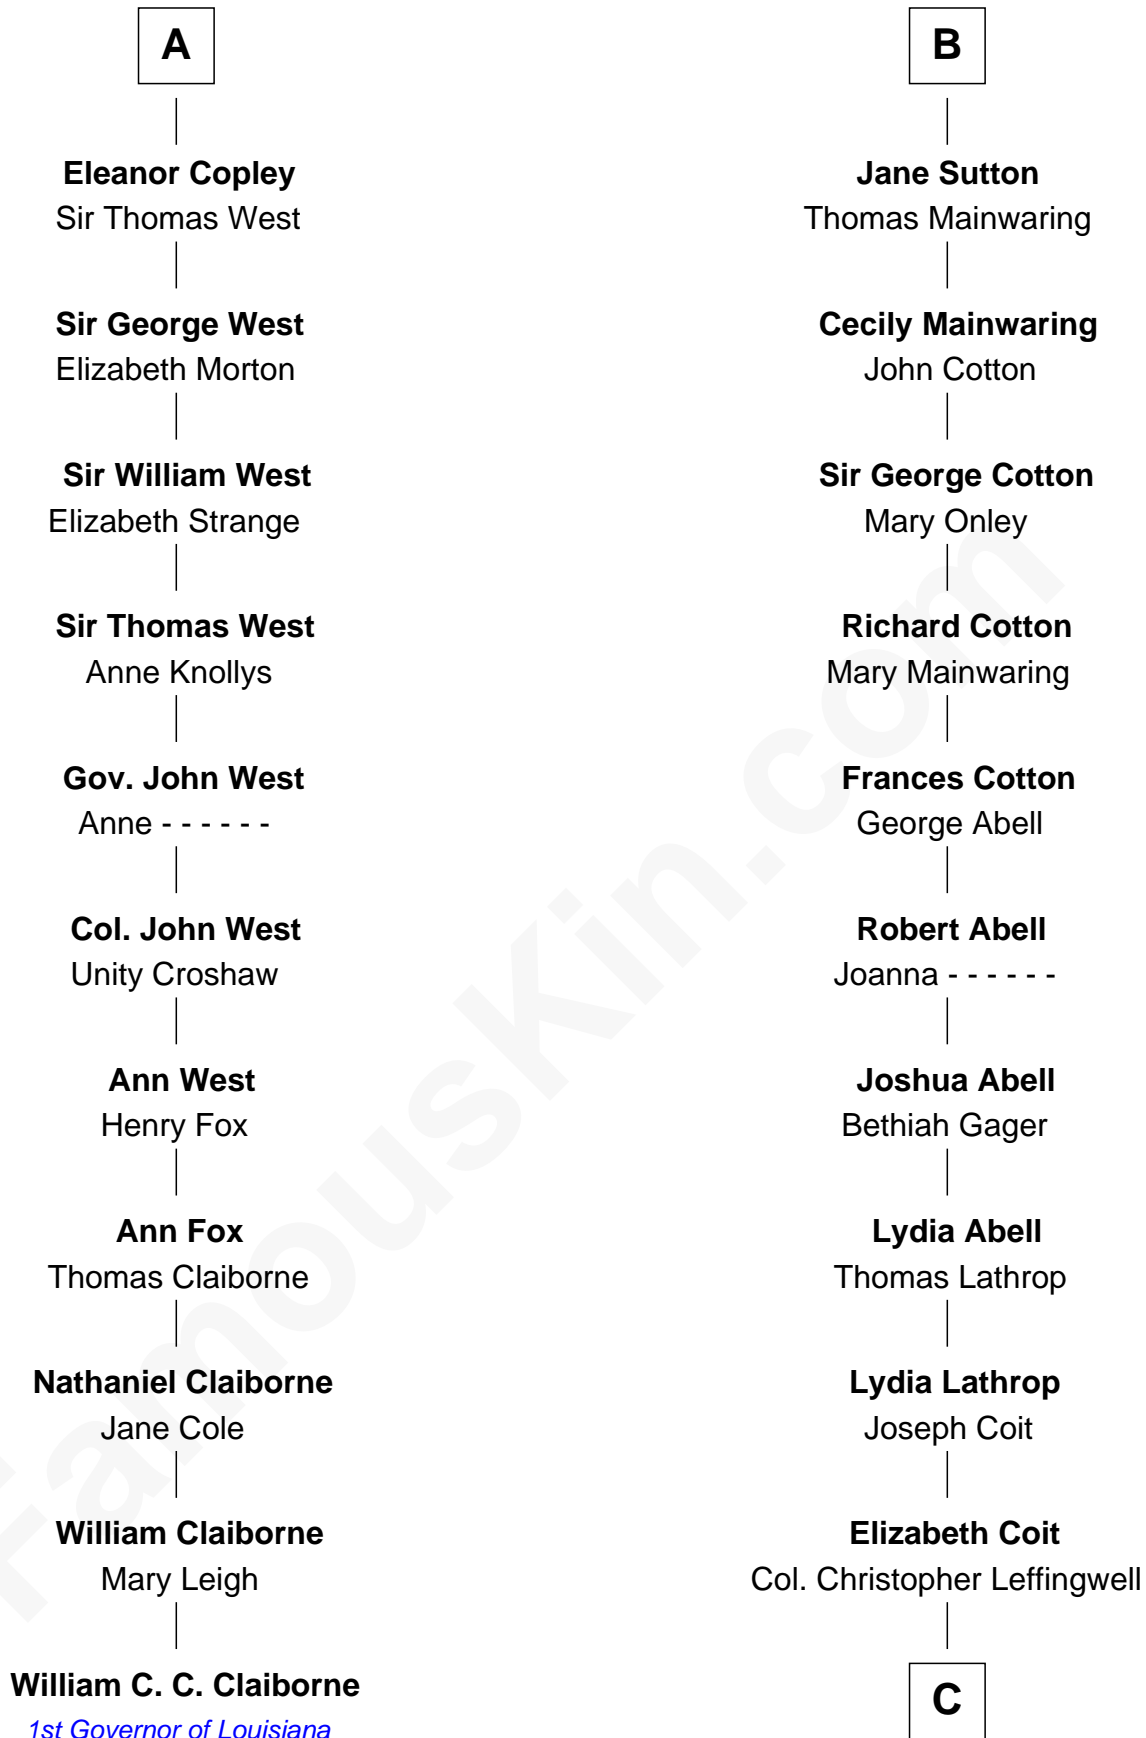 A
Eleanor Copley
Sir Thomas West
Sir George West
Elizabeth Morton
Sir William West
Elizabeth Strange
Sir Thomas West
Anne Knollys
Gov. John West
Anne - - - - - -
Col. John West
Unity Croshaw
Ann West
Henry Fox
Ann Fox
Thomas Claiborne
Nathaniel Claiborne
Jane Cole
William Claiborne
Mary Leigh
William C. C. Claiborne
1st Governor of Louisiana
B
Jane Sutton
Thomas Mainwaring
Cecily Mainwaring
John Cotton
Sir George Cotton
Mary Onley
Richard Cotton
Mary Mainwaring
Frances Cotton
George Abell
Robert Abell
Joanna - - - - - -
Joshua Abell
Bethiah Gager
Lydia Abell
Thomas Lathrop
Lydia Lathrop
Joseph Coit
Elizabeth Coit
Col. Christopher Leffingwell
C
FamousKin.com